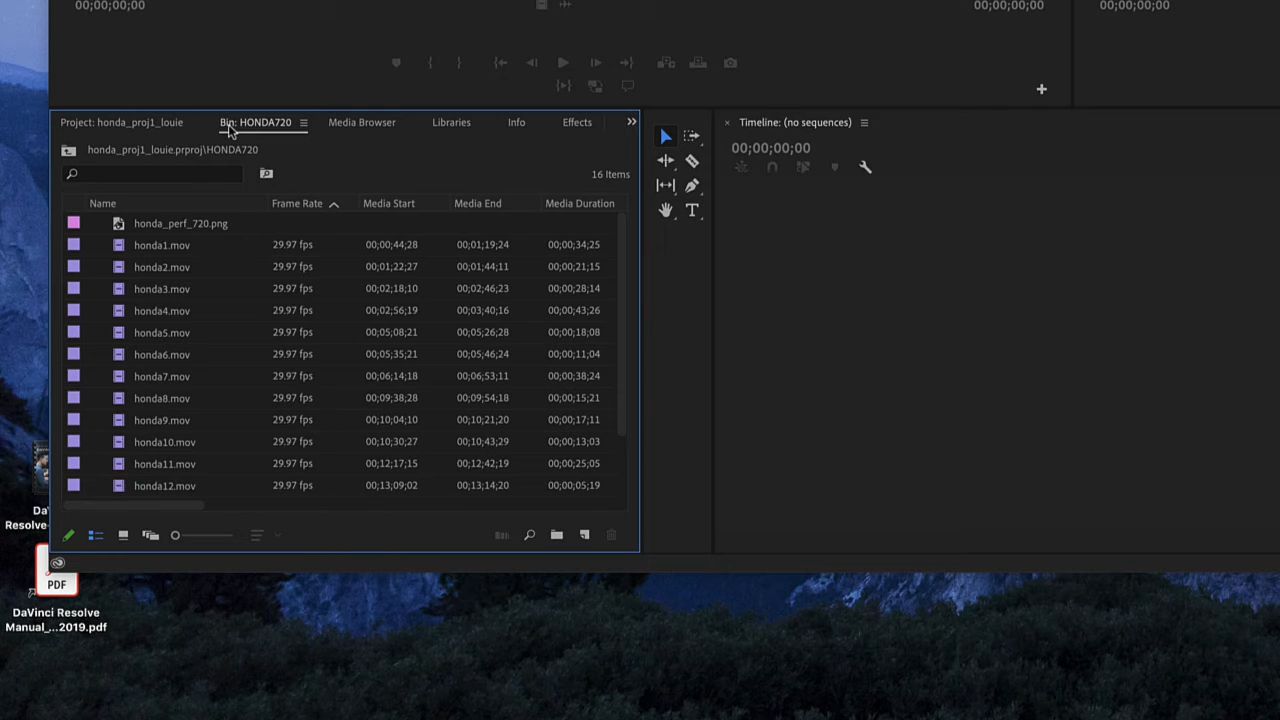 00;00;00;00 00;00;00;00 00;00;00;00
Project: honda_proj1_louie Bin: HONDA720 Media Browser Libraries Info Effects
Timeline: (no sequences)
honda_proj1_louie.prproj\HONDA720
00;00;00;00
16 Items
Name Frame Rate Media Start Media End Media Duration
honda_perf_720.png
honda1.mov 29.97 fps 00;00;44;28 00;01;19;24 00;00;34;25
honda2.mov 29.97 fps 00;01;22;27 00;01;44;11 00;00;21;15
honda3.mov 29.97 fps 00;02;18;10 00;02;46;23 00;00;28;14
honda4.mov 29.97 fps 00;02;56;19 00;03;40;16 00;00;43;26
honda5.mov 29.97 fps 00;05;08;21 00;05;26;28 00;00;18;08
honda6.mov 29.97 fps 00;05;35;21 00;05;46;24 00;00;11;04
honda7.mov 29.97 fps 00;06;14;18 00;06;53;11 00;00;38;24
honda8.mov 29.97 fps 00;09;38;28 00;09;54;18 00;00;15;21
honda9.mov 29.97 fps 00;10;04;10 00;10;21;20 00;00;17;11
honda10.mov 29.97 fps 00;10;30;27 00;10;43;29 00;00;13;03
honda11.mov 29.97 fps 00;12;17;15 00;12;42;19 00;00;25;05
honda12.mov 29.97 fps 00;13;09;02 00;13;14;20 00;00;05;19
T
Da
Resolve-
PDF
DaVinci Resolve
Manual_...2019.pdf